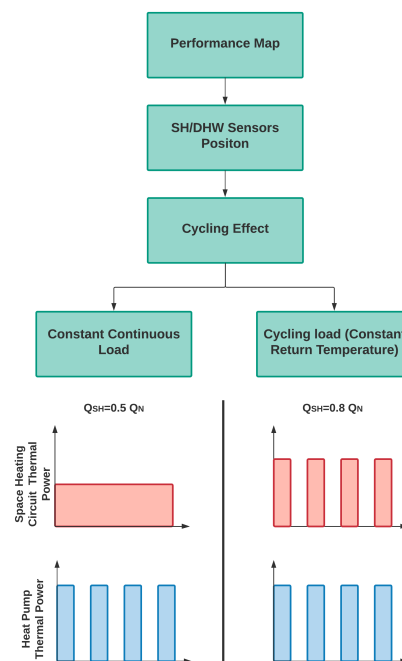 Performance Map
SH/DHW Sensors
Positon
Cycling Effect
Constant Continuous
Load
Cycling load (Constant
Return Temperature)
QSH=0.5 QN
QSH=0.8 QN
Space Heating
Circuit Thermal
Power
Heat Pump
Thermal Power